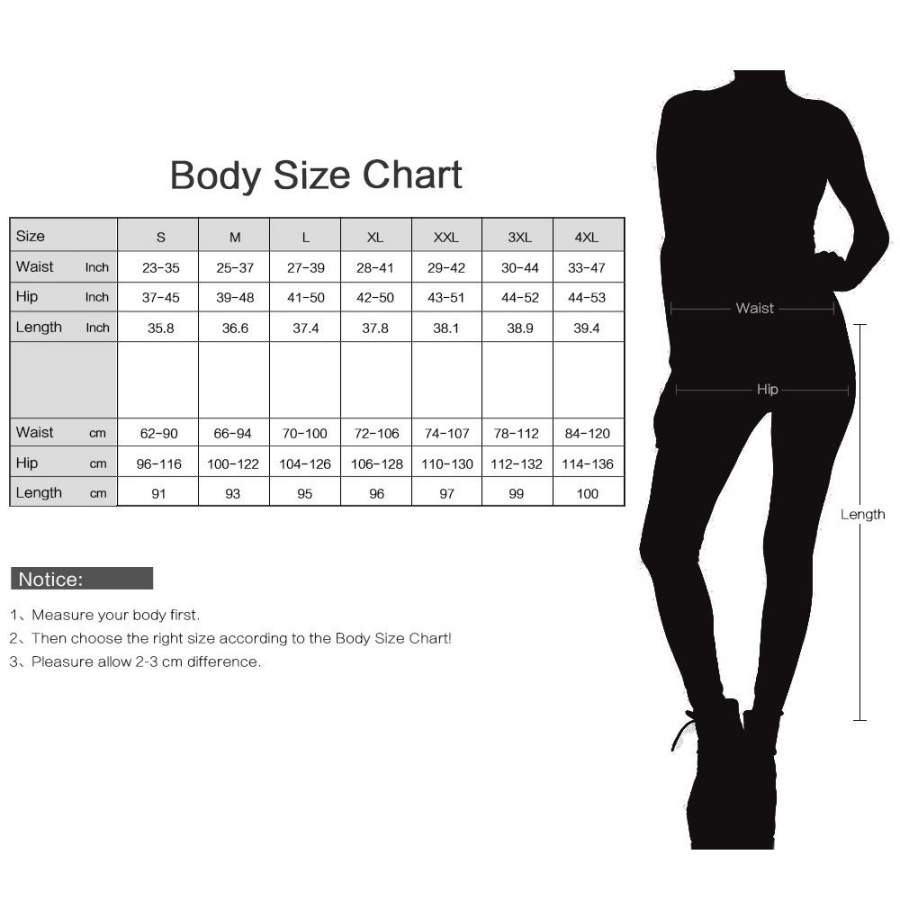 Body Size Chart
Size S M L XL XXL 3XL 4XL
Waist Inch 23-35 25-37 27-39 28-41 29-42 30-44 33-47
Hip Inch 37-45 39-48 41-50 42-50 43-51 44-52 44-53
Length Inch 35.8 36.6 37.4 37.8 38.1 38.9 39.4
Waist cm 62-90 66-94 70-100 72-106 74-107 78-112 84-120
Hip cm 96-116 100-122 104-126 106-128 110-130 112-132 114-136
Length cm 91 93 95 96 97 99 100
Notice:
1、Measure your body first.
2、Then choose the right size according to the Body Size Chart!
3、Pleasure allow 2-3 cm difference.
Waist
Hip
Length